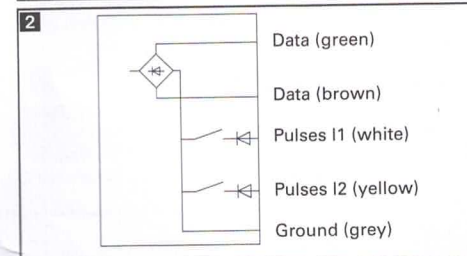 2
Data (green)
Data (brown)
Pulses I1 (white)
Pulses I2 (yellow)
Ground (grey)